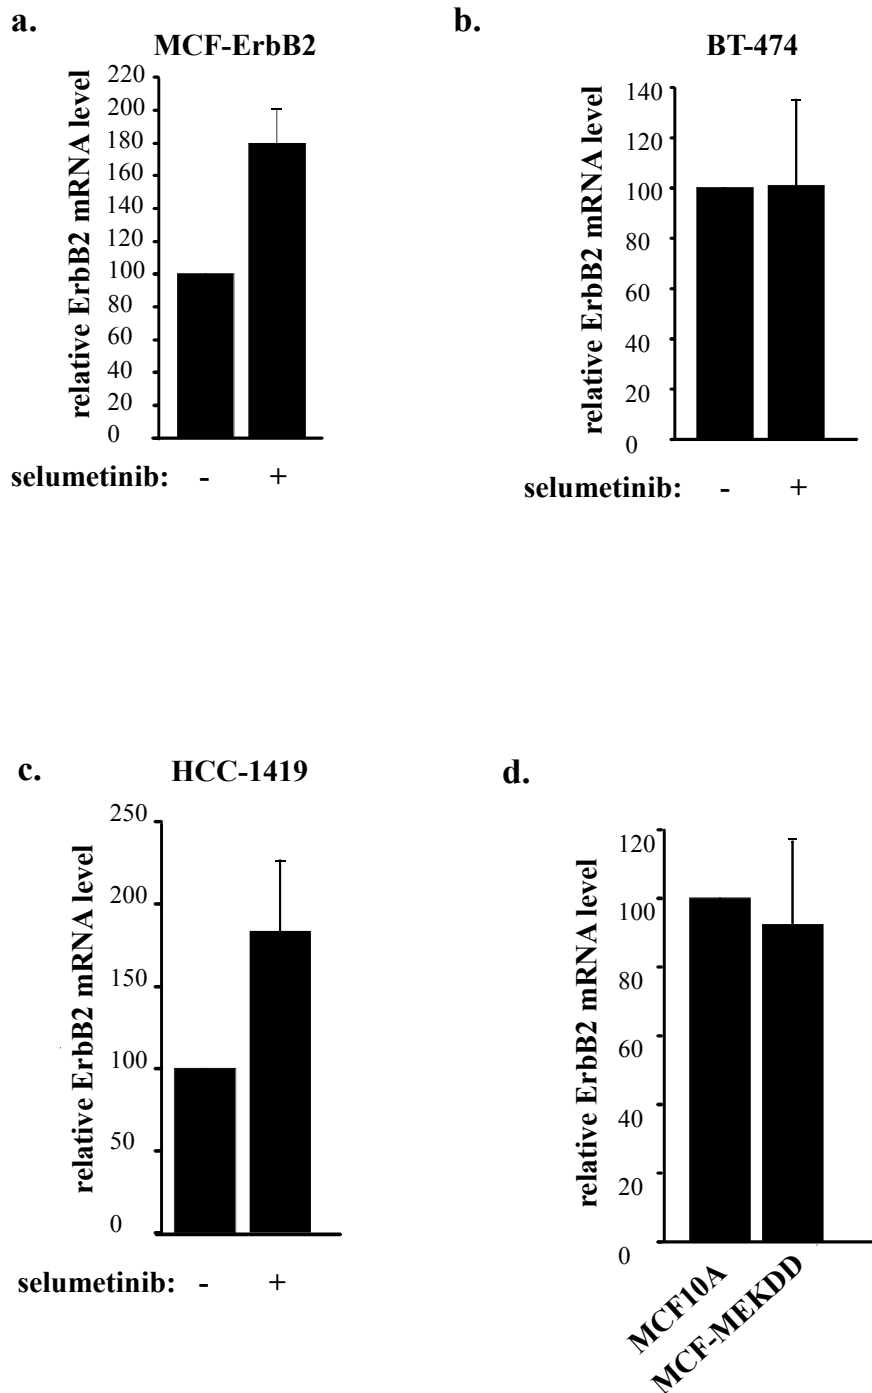 a.
MCF-ErbB2
relative ErbB2 mRNA level
220
200
180
160
140
120
100
80
60
40
20
0
selumetinib: - +
b.
BT-474
relative ErbB2 mRNA level
140
120
100
80
60
40
20
0
selumetinib: - +
c.
HCC-1419
relative ErbB2 mRNA level
250
200
150
100
50
0
selumetinib: - +
d.
relative ErbB2 mRNA level
120
100
80
60
40
20
0
MCF10A
MCF-MEKDD